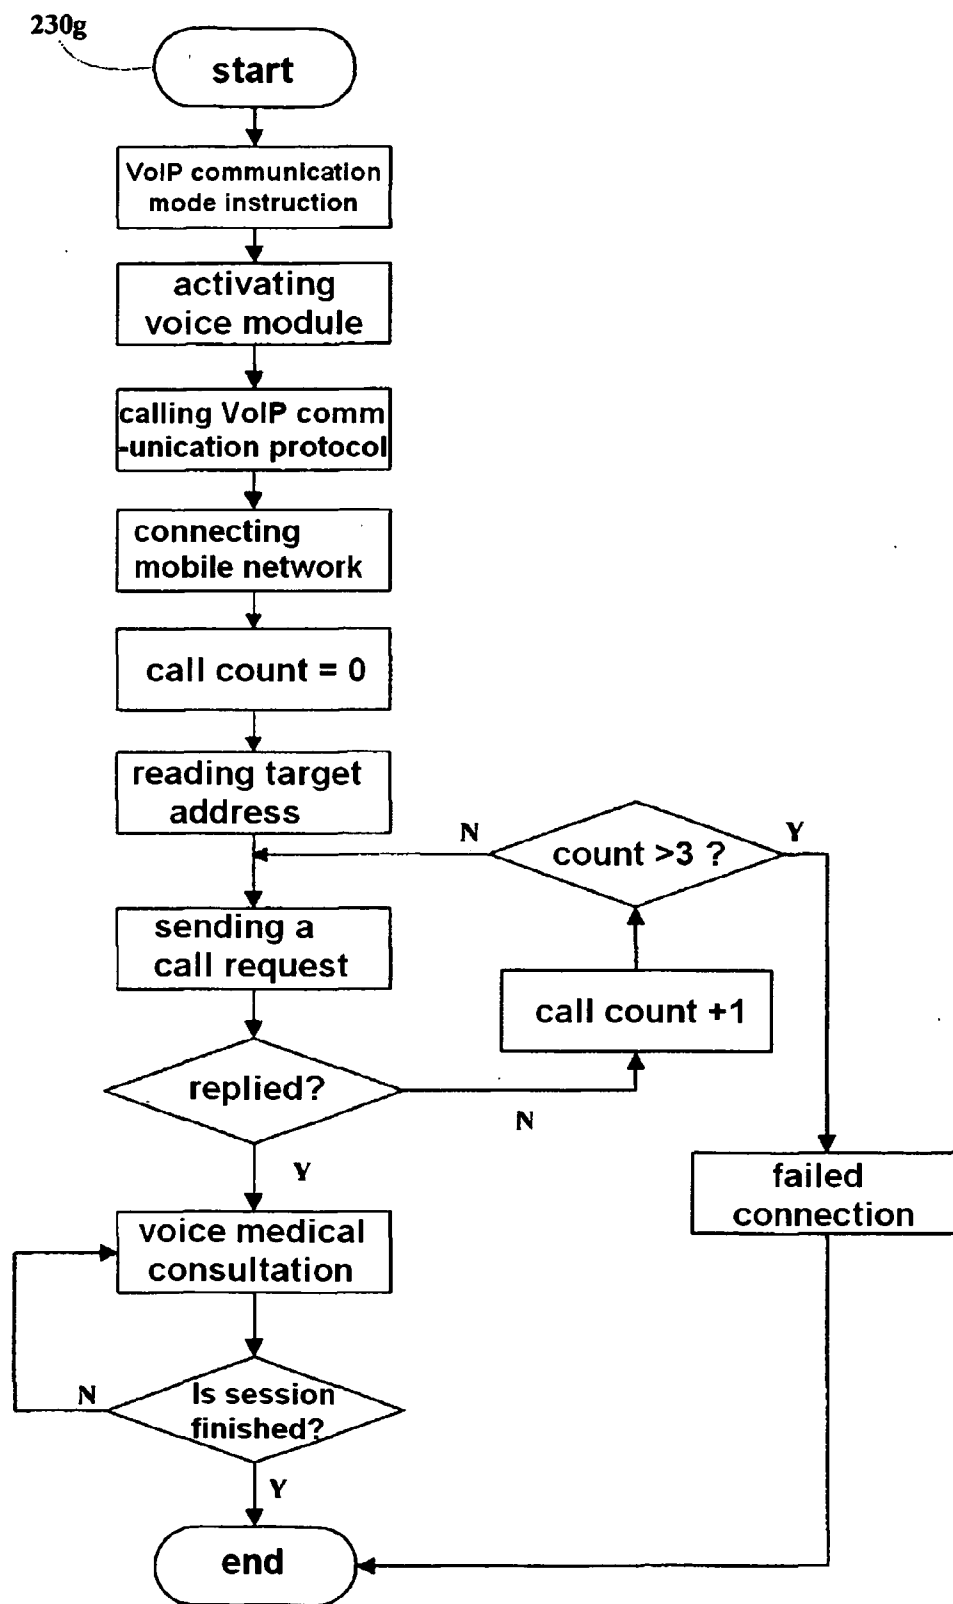 230g
start
VoIP communication
mode instruction
activating
voice module
calling VoIP comm
-unication protocol
connecting
mobile network
call count = 0
reading target
address
N
count >3 ?
Y
sending a
call request
call count +1
replied?
N
Y
failed
connection
voice medical
consultation
N
Is session
finished?
Y
end